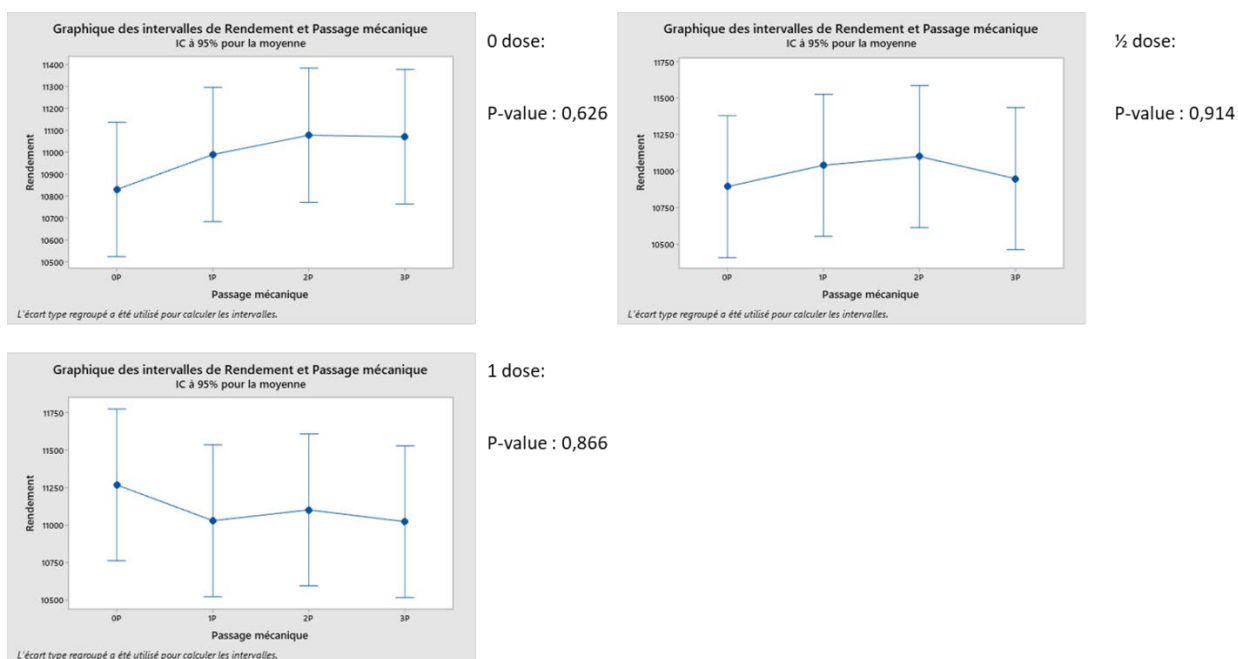 Graphique des intervalles de Rendement et Passage mécanique
IC à 95% pour la moyenne
11400
11300
11200
11100
11000
10900
10800
10700
10600
10500
Rendement
0P
1P
2P
3P
Passage mécanique
L'écart type regroupé a été utilisé pour calculer les intervalles.
0 dose:
P-value : 0,626
Graphique des intervalles de Rendement et Passage mécanique
IC à 95% pour la moyenne
11750
11500
11250
11000
10750
10500
Rendement
0P
1P
2P
3P
Passage mécanique
L'écart type regroupé a été utilisé pour calculer les intervalles.
½ dose:
P-value : 0,914
Graphique des intervalles de Rendement et Passage mécanique
IC à 95% pour la moyenne
11750
11500
11250
11000
10750
10500
Rendement
0P
1P
2P
3P
Passage mécanique
L'écart type regroupé a été utilisé pour calculer les intervalles.
1 dose:
P-value : 0,866